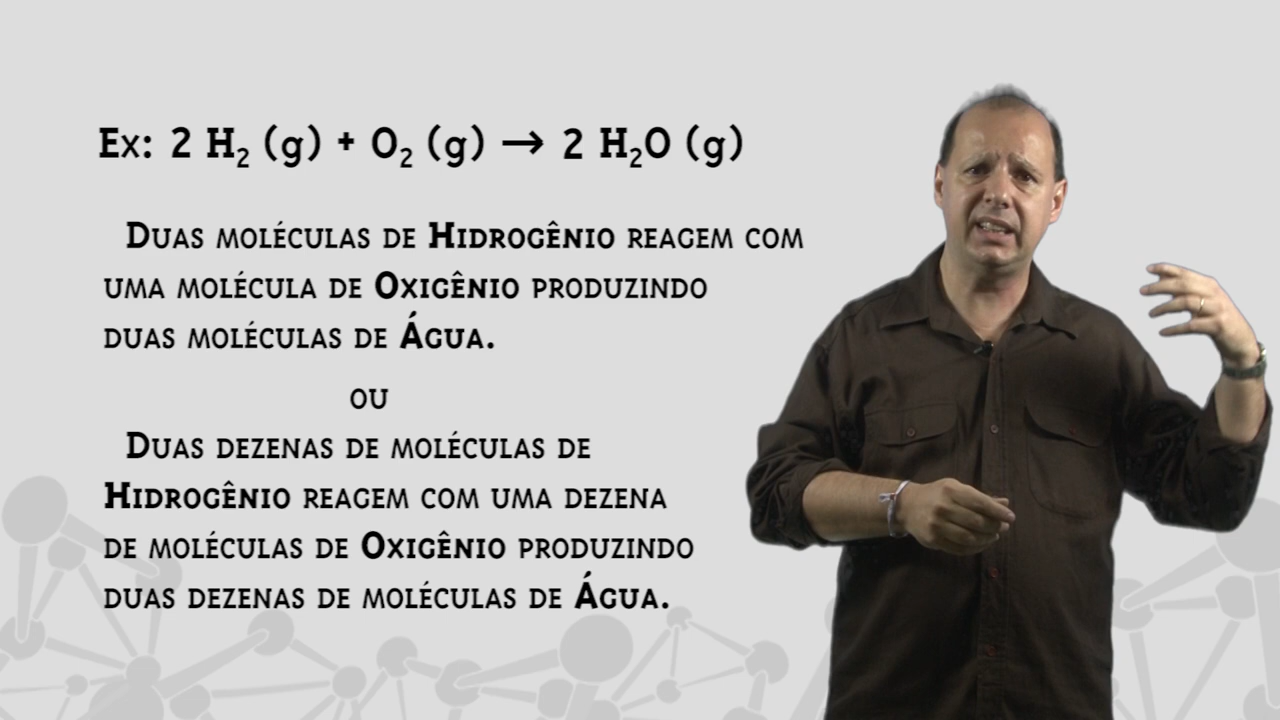 Ex: 2 H₂ (g) + O₂ (g) → 2 H₂O (g)
Duas moléculas de Hidrogênio reagem com
uma molécula de Oxigênio produzindo
duas moléculas de Água.
ou
Duas dezenas de moléculas de
Hidrogênio reagem com uma dezena
de moléculas de Oxigênio produzindo
duas dezenas de moléculas de Água.